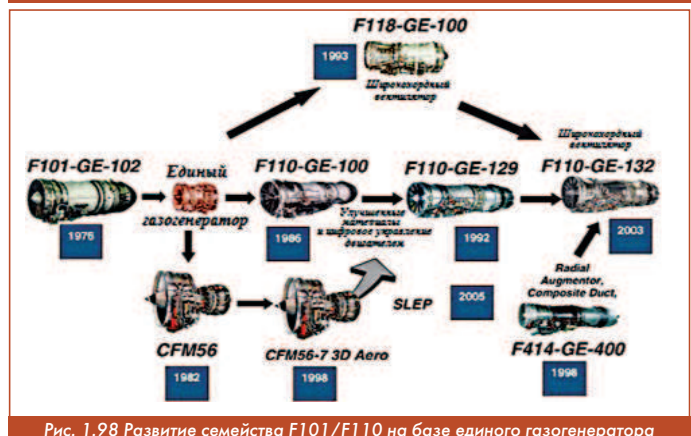 F118-GE-100
1993
Широкохордный
вентилятор
Широкохордный
вентилятор
F101-GE-102
Единый
газогенератор
F110-GE-100
F110-GE-129
F110-GE-132
1976
1986
Улучшенные
материалы
и цифровое управление
двигателем
1992
2003
CFM56
1982
CFM56-7 3D Aero
1998
SLEP
2005
Radial
Augmentor,
Composite Duct,
F414-GE-400
1998
Рис. 1.98 Развитие семейства F101/F110 на базе единого газогенератора